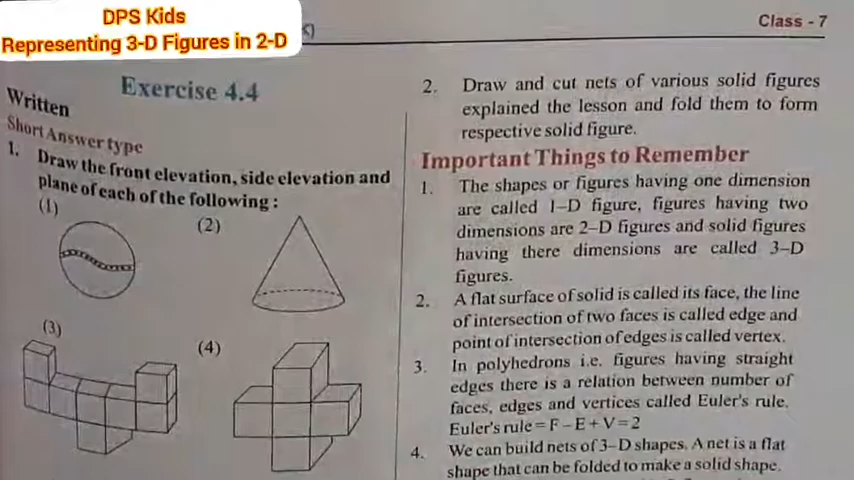 DPS Kids
Representing 3-D Figures in 2-D
Class - 7
Exercise 4.4
Written
Short Answer type
1. Draw the front elevation, side elevation and
plane of each of the following :
(1)
(2)
(3)
(4)
2. Draw and cut nets of various solid figures
explained the lesson and fold them to form
respective solid figure.
Important Things to Remember
1. The shapes or figures having one dimension
are called 1-D figure, figures having two
dimensions are 2-D figures and solid figures
having there dimensions are called 3-D
figures.
2. A flat surface of solid is called its face, the line
of intersection of two faces is called edge and
point of intersection of edges is called vertex.
3. In polyhedrons i.e. figures having straight
edges there is a relation between number of
faces, edges and vertices called Euler's rule.
Euler's rule = F - E + V = 2
4. We can build nets of 3-D shapes. A net is a flat
shape that can be folded to make a solid shape.